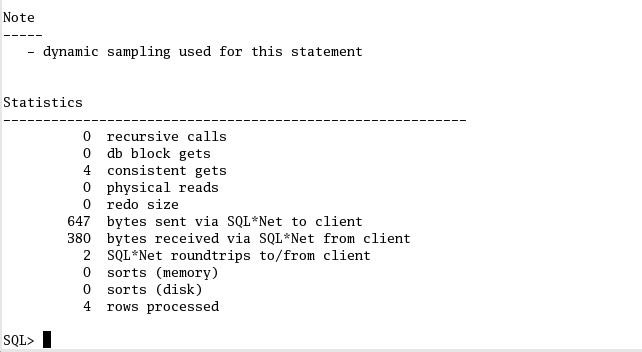 Note
-----
   - dynamic sampling used for this statement
Statistics
----------------------------------------------------------
          0  recursive calls
          0  db block gets
          4  consistent gets
          0  physical reads
          0  redo size
        647  bytes sent via SQL*Net to client
        380  bytes received via SQL*Net from client
          2  SQL*Net roundtrips to/from client
          0  sorts (memory)
          0  sorts (disk)
          4  rows processed
SQL>